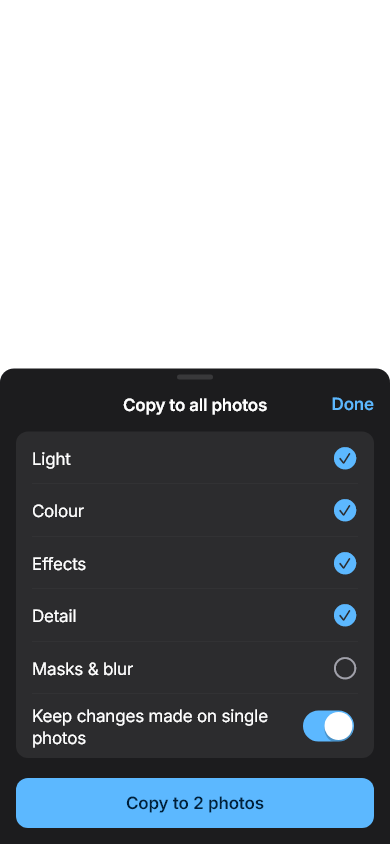 Copy to all photos
Done
Light
Colour
Effects
Detail
Masks & blur
Keep changes made on single
photos
Copy to 2 photos